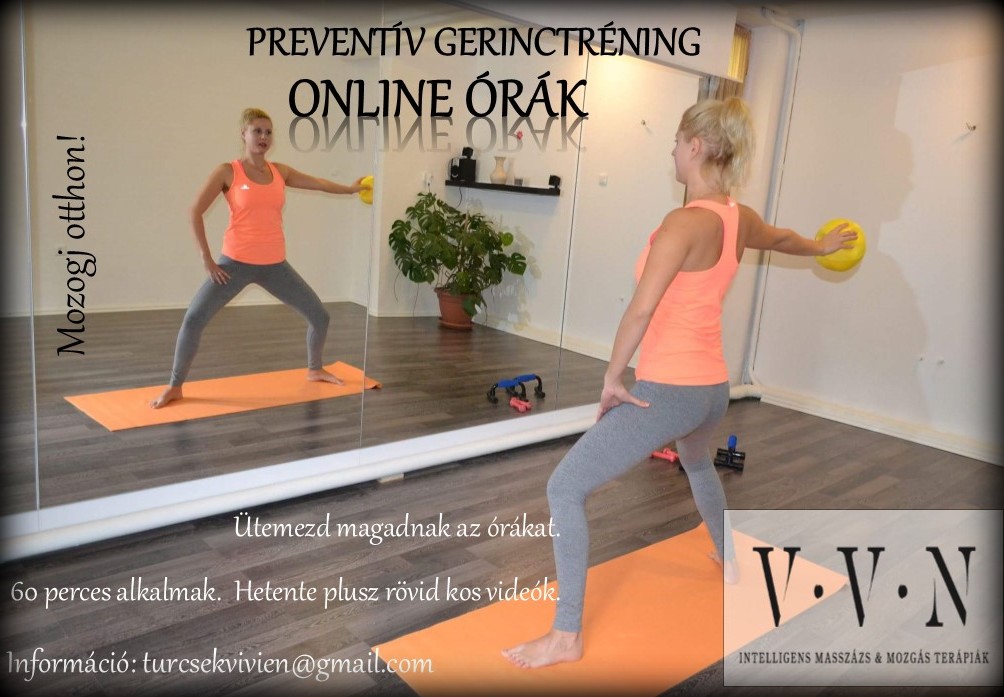 PREVENTÍV GERINCTRÉNING
ONLINE ÓRÁK
Mozogj otthon!
Ütemezd magadnak az órákat.
60 perces alkalmak. Hetente plusz rövid kos videók.
Információ: turcsekvivien@gmail.com
V·V·N
INTELLIGENS MASSZÁZS & MOZGÁS TERÁPIÁK